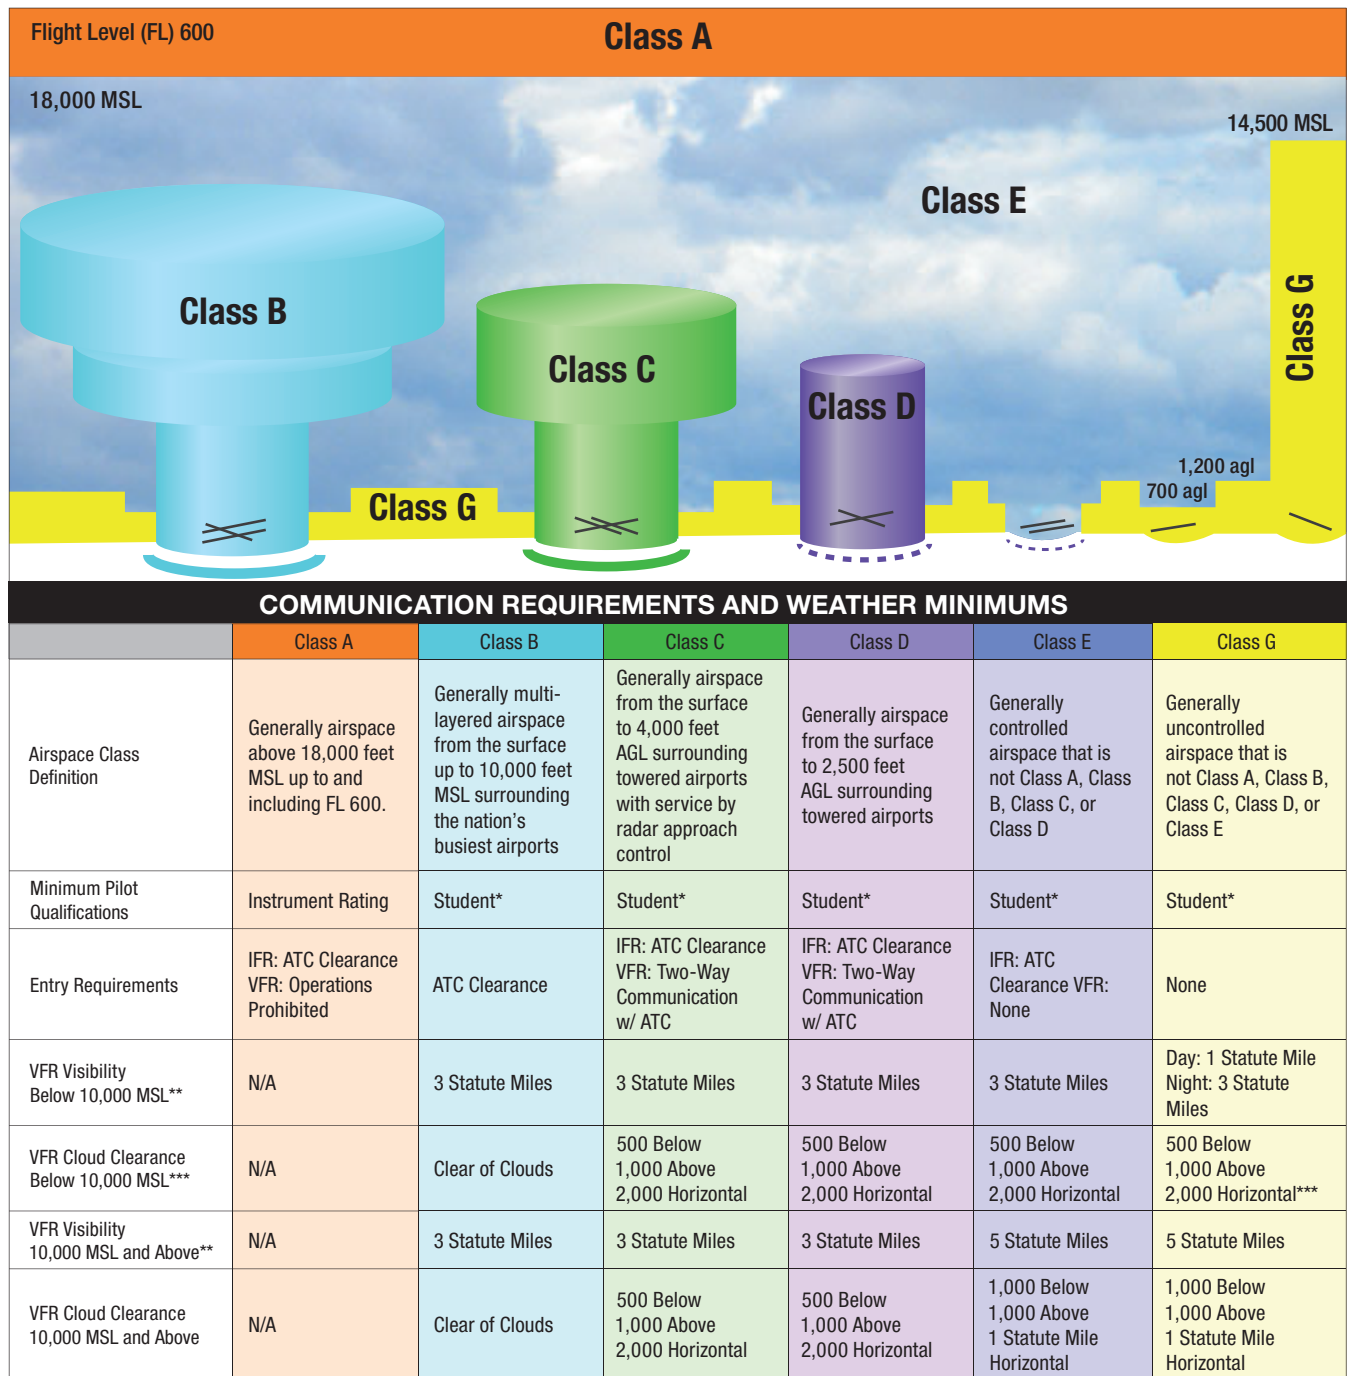 Flight Level (FL) 600
Class A
18,000 MSL
14,500 MSL
Class E
Class B
Class G
Class C
Class D
1,200 agl
700 agl
Class G
COMMUNICATION REQUIREMENTS AND WEATHER MINIMUMS
Class A
Class B
Class C
Class D
Class E
Class G
Airspace Class
Definition
Generally airspace
above 18,000 feet
MSL up to and
including FL 600.
Generally multi-
layered airspace
from the surface
up to 10,000 feet
MSL surrounding
the nation's
busiest airports
Generally airspace
from the surface
to 4,000 feet
AGL surrounding
towered airports
with service by
radar approach
control
Generally airspace
from the surface
to 2,500 feet
AGL surrounding
towered airports
Generally
controlled
airspace that is
not Class A, Class
B, Class C, or
Class D
Generally
uncontrolled
airspace that is
not Class A, Class B,
Class C, Class D, or
Class E
Minimum Pilot
Qualifications
Instrument Rating
Student*
Student*
Student*
Student*
Student*
Entry Requirements
IFR: ATC Clearance
VFR: Operations
Prohibited
ATC Clearance
IFR: ATC Clearance
VFR: Two-Way
Communication
w/ ATC
IFR: ATC Clearance
VFR: Two-Way
Communication
w/ ATC
IFR: ATC
Clearance VFR:
None
None
VFR Visibility
Below 10,000 MSL**
N/A
3 Statute Miles
3 Statute Miles
3 Statute Miles
3 Statute Miles
Day: 1 Statute Mile
Night: 3 Statute
Miles
VFR Cloud Clearance
Below 10,000 MSL***
N/A
Clear of Clouds
500 Below
1,000 Above
2,000 Horizontal
500 Below
1,000 Above
2,000 Horizontal
500 Below
1,000 Above
2,000 Horizontal
500 Below
1,000 Above
2,000 Horizontal***
VFR Visibility
10,000 MSL and Above**
N/A
3 Statute Miles
3 Statute Miles
3 Statute Miles
5 Statute Miles
5 Statute Miles
VFR Cloud Clearance
10,000 MSL and Above
N/A
Clear of Clouds
500 Below
1,000 Above
2,000 Horizontal
500 Below
1,000 Above
2,000 Horizontal
1,000 Below
1,000 Above
1 Statute Mile
Horizontal
1,000 Below
1,000 Above
1 Statute Mile
Horizontal